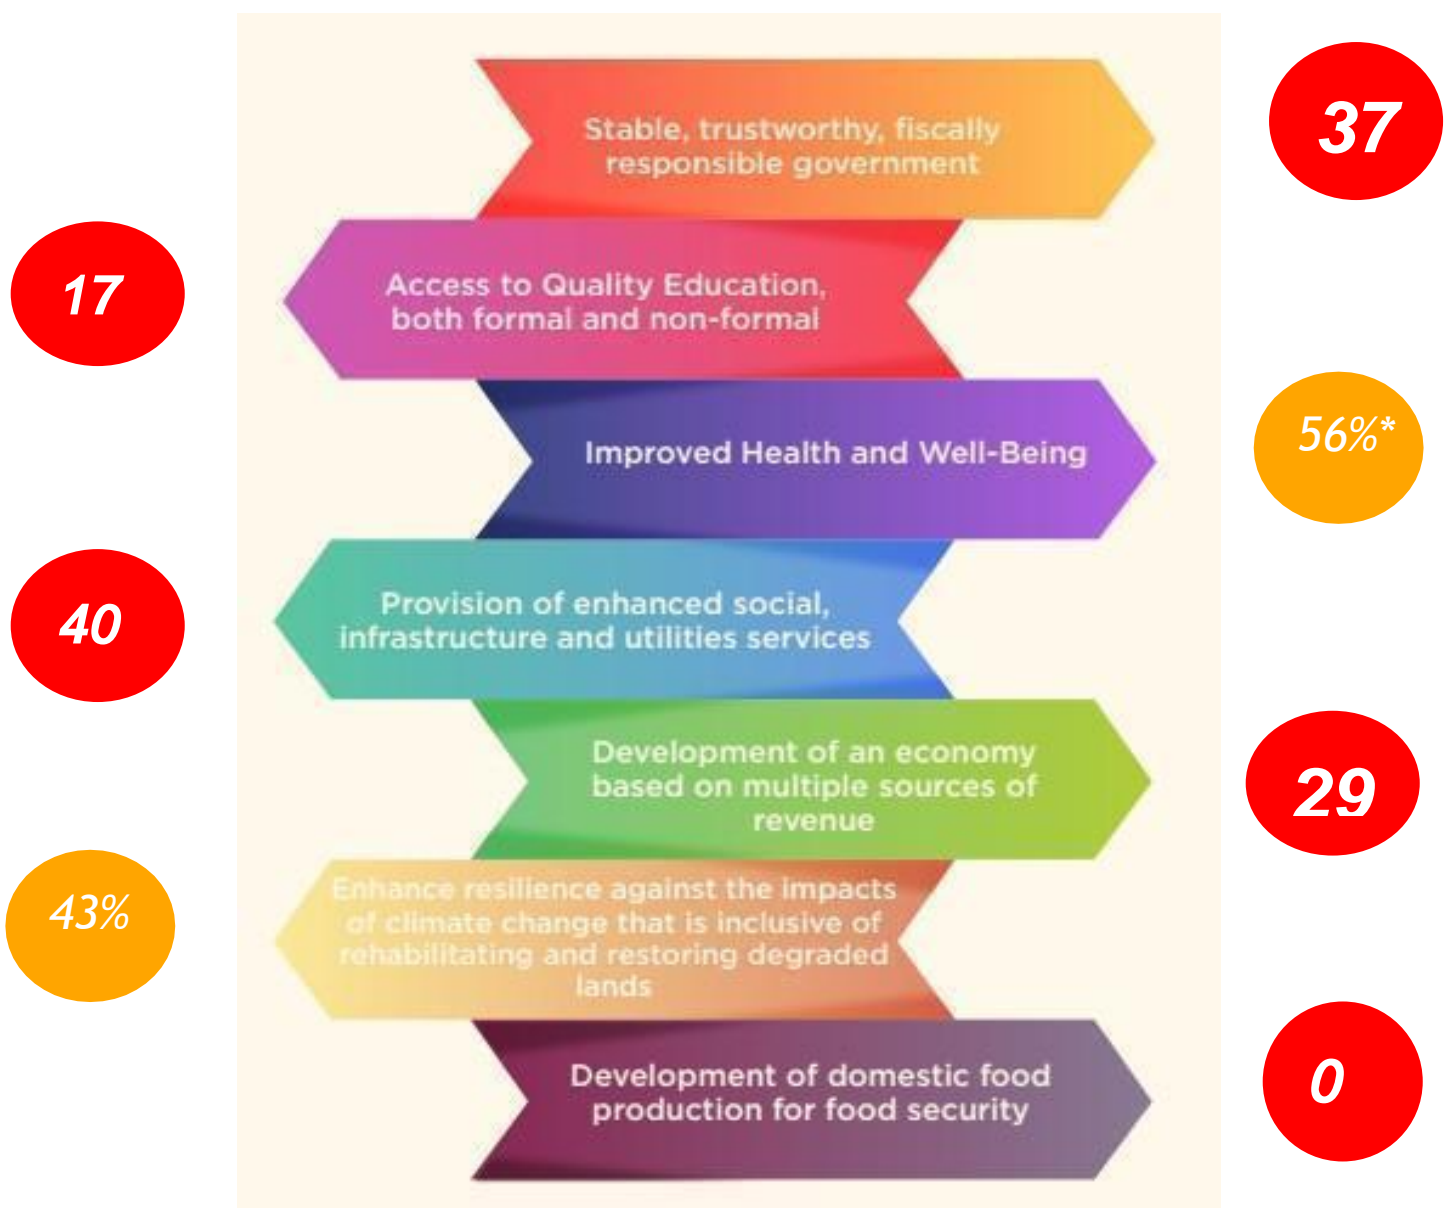 37
Stable, trustworthy, fiscally
responsible government
17
Access to Quality Education,
both formal and non-formal
56%*
Improved Health and Well-Being
40
Provision of enhanced social,
infrastructure and utilities services
29
Development of an economy
based on multiple sources of
revenue
43%
Enhance resilience against the impacts
of climate change that is inclusive of
rehabilitating and restoring degraded
lands
0
Development of domestic food
production for food security